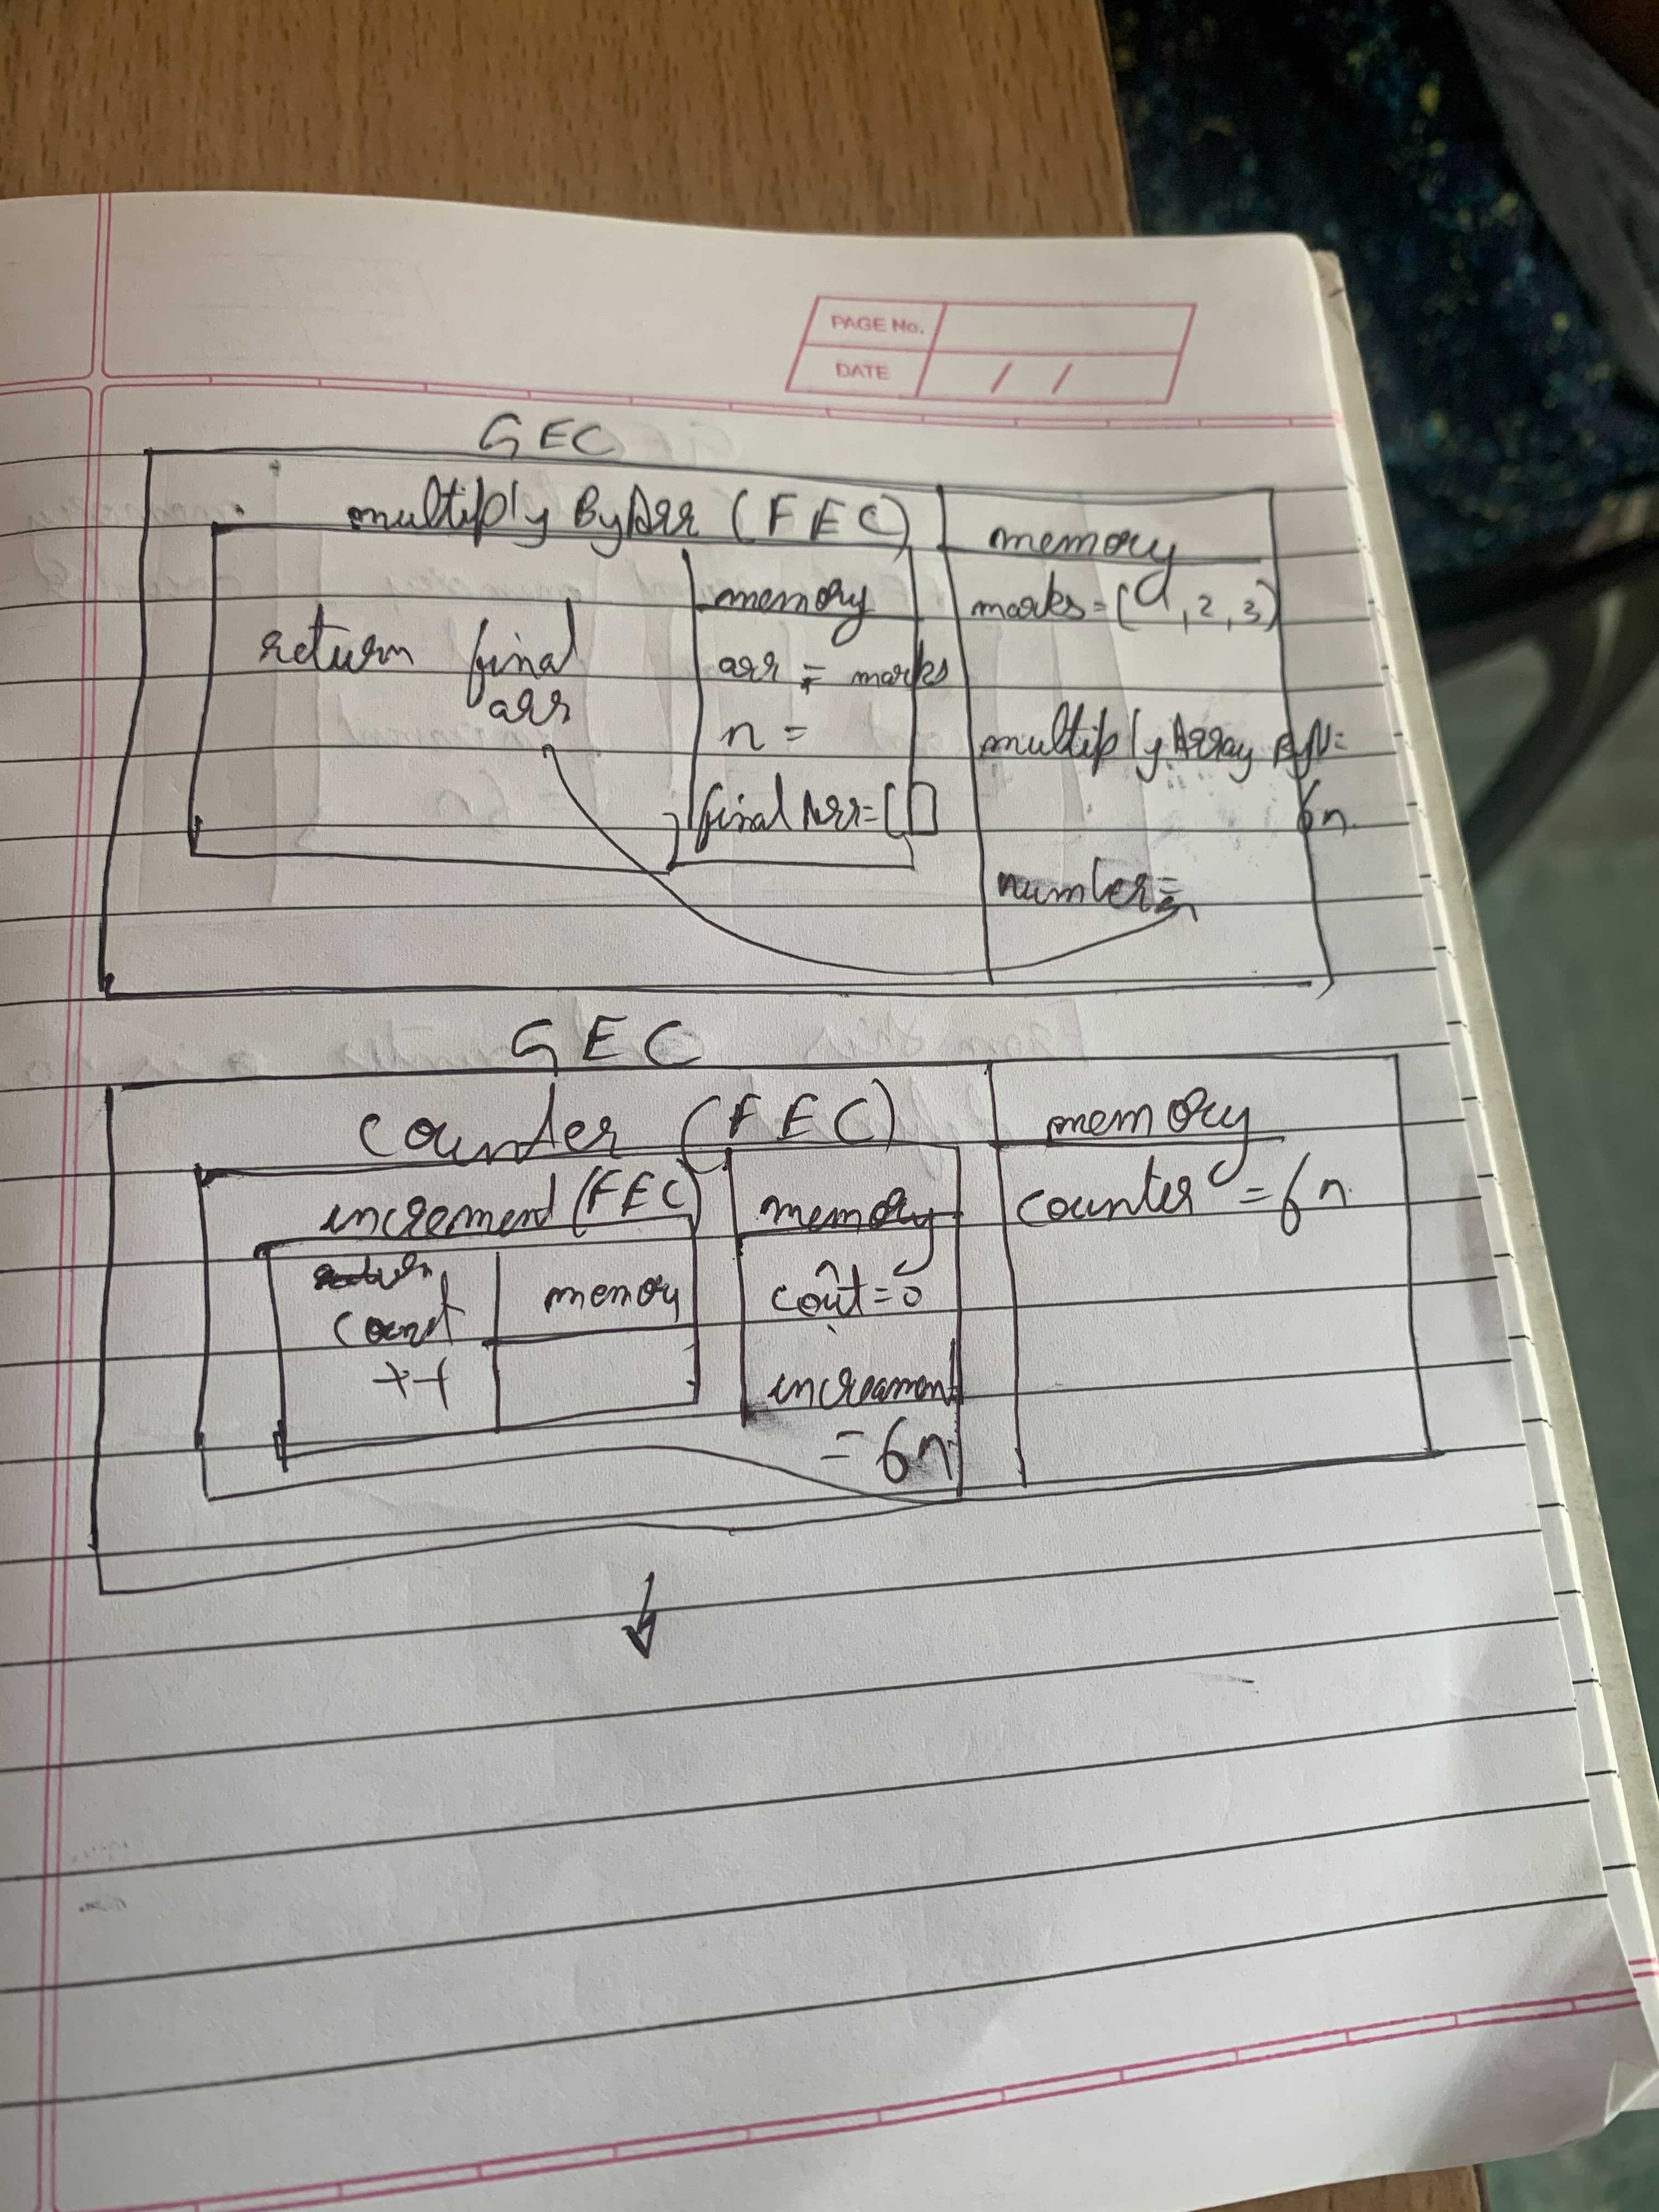 PAGE No.
DATE / /
GEC
multiply ByArr (FEC)
memory
return final
arr
memory
arr = marks
n =
final Arr = []
marks = [1, 2, 3]
multiply Array ByN =
fn
number =
GEC
counter (FEC)
memory
increment (FEC)
memory
counter = fn
count
++
memory
cout = 0
increament
= fn